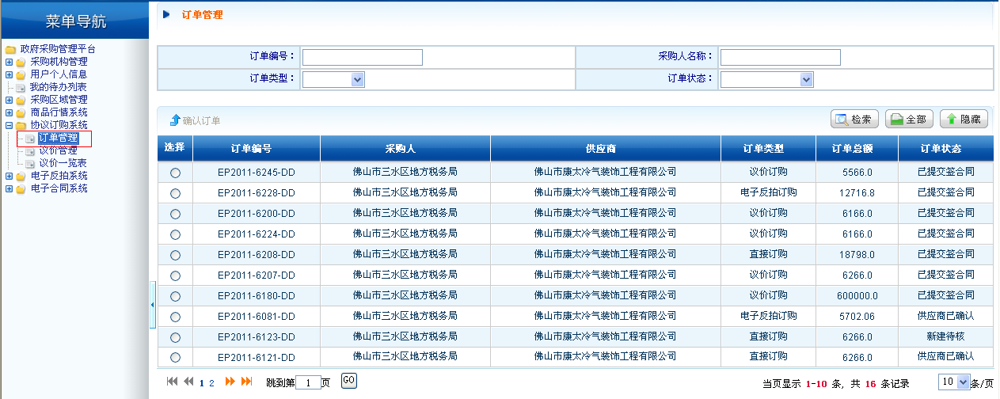 菜单导航
政府采购管理平台
采购机构管理
用户个人信息
我的待办列表
采购区域管理
商品行情系统
协议订购系统
订单管理
议价管理
议价一览表
电子反拍系统
电子合同系统
订单管理
订单编号： 采购人名称：
订单类型： 订单状态：
确认订单 检索 全部 隐藏
选择 订单编号 采购人 供应商 订单类型 订单总额 订单状态
EP2011-6245-DD 佛山市三水区地方税务局 佛山市康太冷气装饰工程有限公司 议价订购 5566.0 已提交签合同
EP2011-6228-DD 佛山市三水区地方税务局 佛山市康太冷气装饰工程有限公司 电子反拍订购 12716.8 已提交签合同
EP2011-6200-DD 佛山市三水区地方税务局 佛山市康太冷气装饰工程有限公司 议价订购 6166.0 已提交签合同
EP2011-6224-DD 佛山市三水区地方税务局 佛山市康太冷气装饰工程有限公司 议价订购 6166.0 已提交签合同
EP2011-6208-DD 佛山市三水区地方税务局 佛山市康太冷气装饰工程有限公司 直接订购 18798.0 已提交签合同
EP2011-6207-DD 佛山市三水区地方税务局 佛山市康太冷气装饰工程有限公司 议价订购 6266.0 已提交签合同
EP2011-6180-DD 佛山市三水区地方税务局 佛山市康太冷气装饰工程有限公司 议价订购 600000.0 已提交签合同
EP2011-6081-DD 佛山市三水区地方税务局 佛山市康太冷气装饰工程有限公司 电子反拍订购 5702.06 供应商已确认
EP2011-6123-DD 佛山市三水区地方税务局 佛山市康太冷气装饰工程有限公司 直接订购 6266.0 新建待核
EP2011-6121-DD 佛山市三水区地方税务局 佛山市康太冷气装饰工程有限公司 直接订购 6266.0 供应商已确认
1 2 跳到第 1 页 GO 当页显示 1-10 条, 共 16 条记录 10 条/页